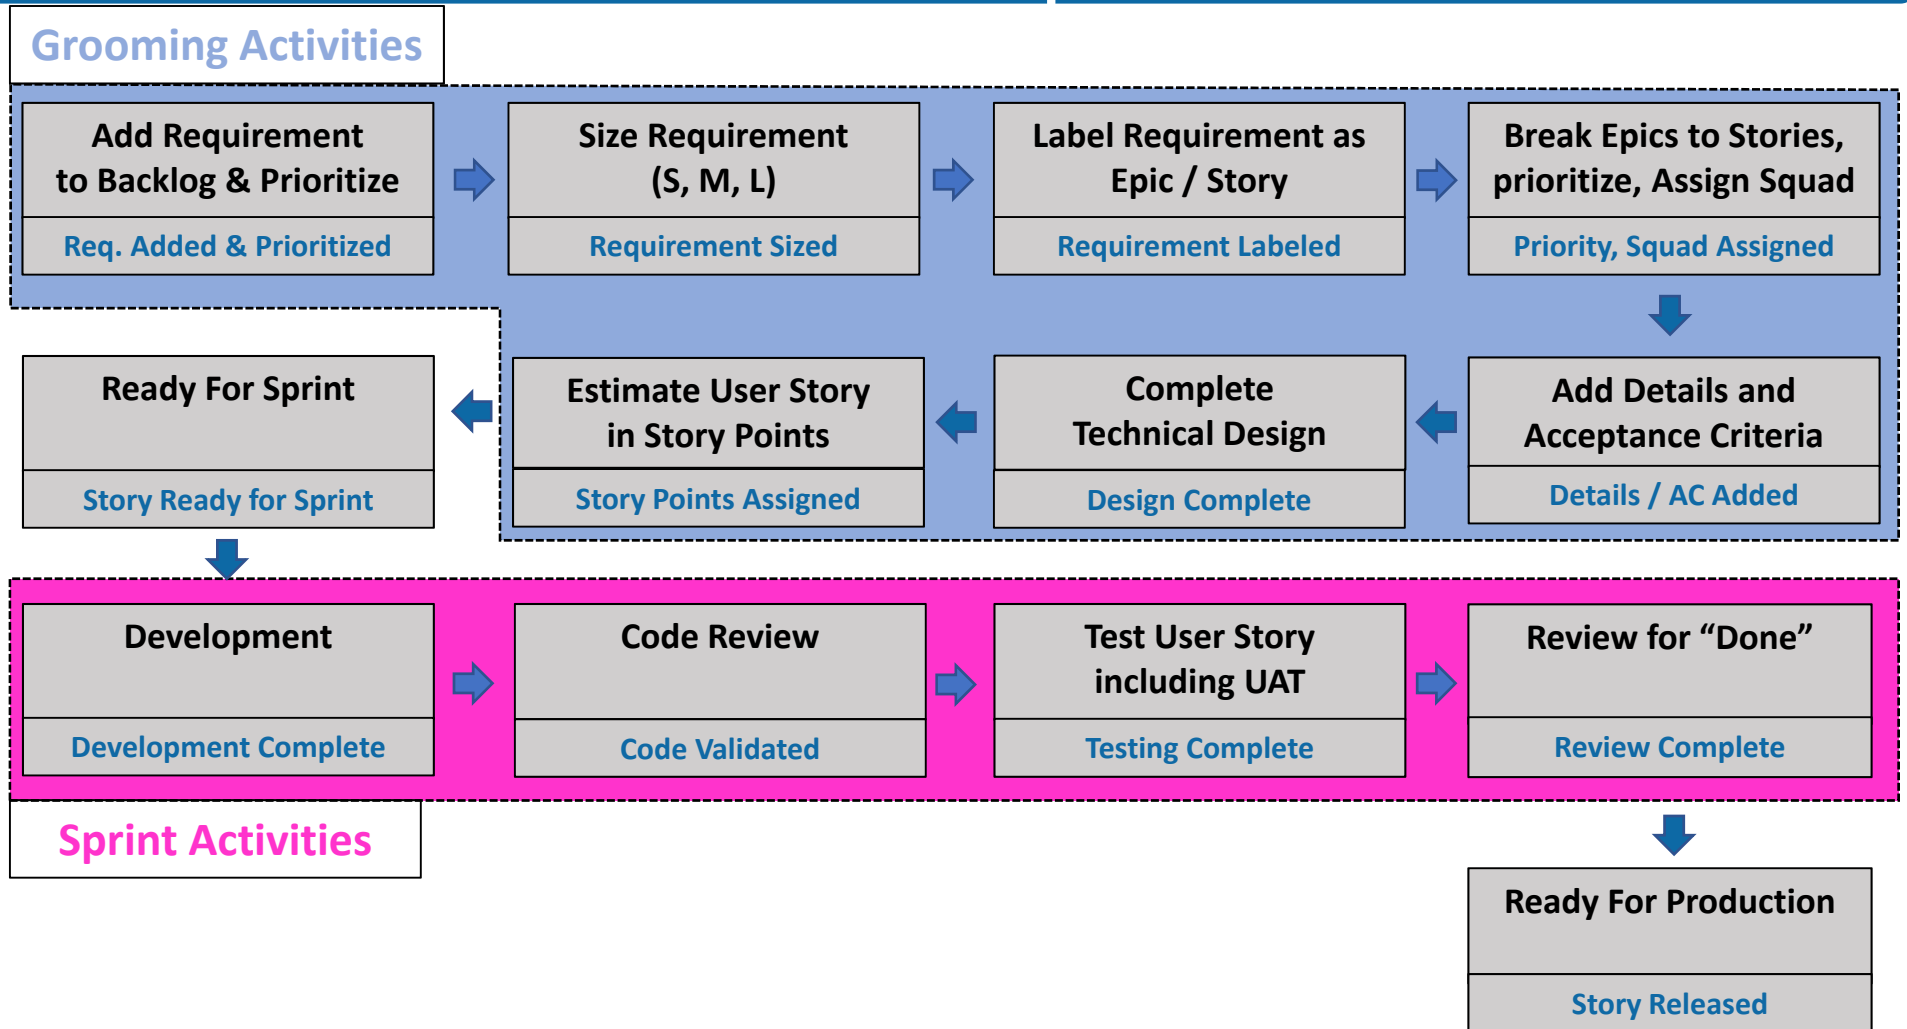 Grooming Activities
Add Requirement
to Backlog & Prioritize
Req. Added & Prioritized
Size Requirement
(S, M, L)
Requirement Sized
Label Requirement as
Epic / Story
Requirement Labeled
Break Epics to Stories,
prioritize, Assign Squad
Priority, Squad Assigned
Add Details and
Acceptance Criteria
Details / AC Added
Complete
Technical Design
Design Complete
Estimate User Story
in Story Points
Story Points Assigned
Ready For Sprint
Story Ready for Sprint
Development
Development Complete
Code Review
Code Validated
Test User Story
including UAT
Testing Complete
Review for “Done”
Review Complete
Sprint Activities
Ready For Production
Story Released